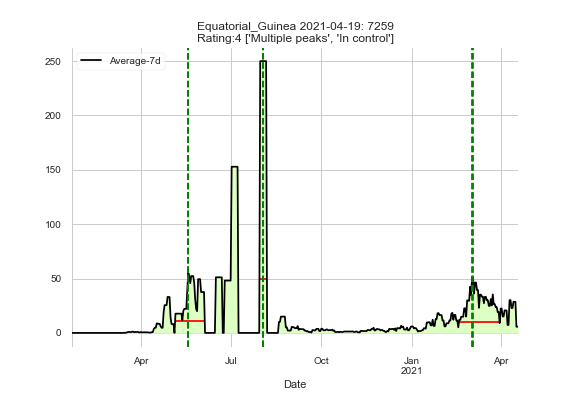 Equatorial_Guinea 2021-04-19: 7259
Rating:4 ['Multiple peaks', 'In control']
Average-7d
250
200
150
100
50
0
Apr
Jul
Oct
Jan
2021
Apr
Date